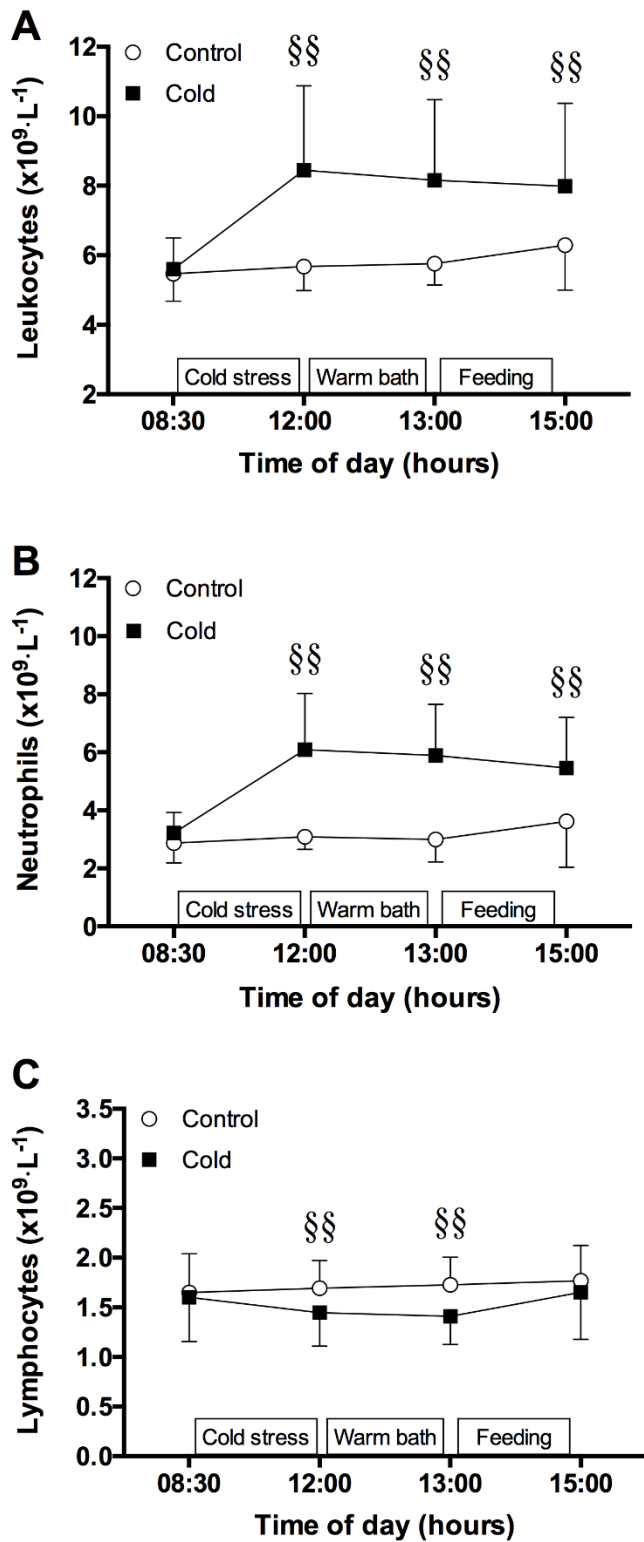 A
Leukocytes (x10⁹·L⁻¹)
12
10
8
6
4
2
Control
Cold
§§
§§
§§
Cold stress
Warm bath
Feeding
08:30
12:00
13:00
15:00
Time of day (hours)
B
Neutrophils (x10⁹·L⁻¹)
12
10
8
6
4
2
0
Control
Cold
§§
§§
§§
Cold stress
Warm bath
Feeding
08:30
12:00
13:00
15:00
Time of day (hours)
C
Lymphocytes (x10⁹·L⁻¹)
3.5
3.0
2.5
2.0
1.5
1.0
0.5
0.0
Control
Cold
§§
§§
Cold stress
Warm bath
Feeding
08:30
12:00
13:00
15:00
Time of day (hours)